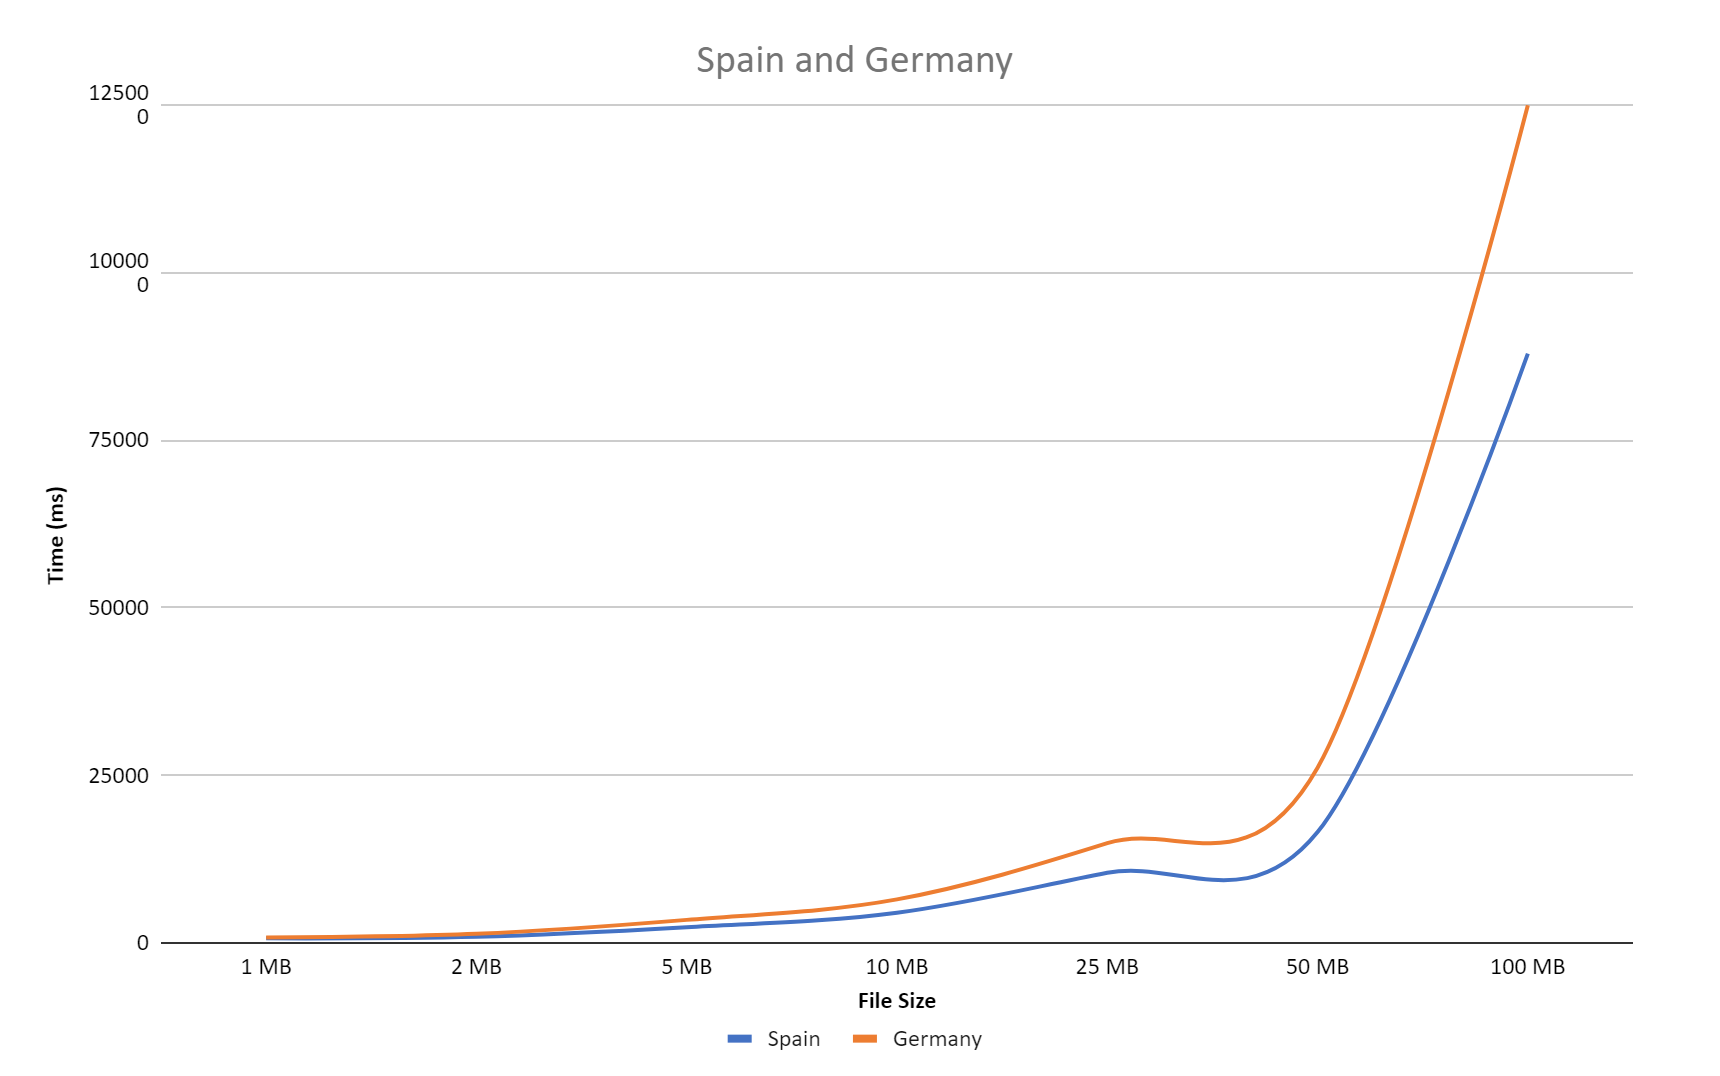 Spain and Germany
12500
0
10000
0
75000
50000
25000
0
Time (ms)
1 MB 2 MB 5 MB 10 MB 25 MB 50 MB 100 MB
File Size
Spain Germany